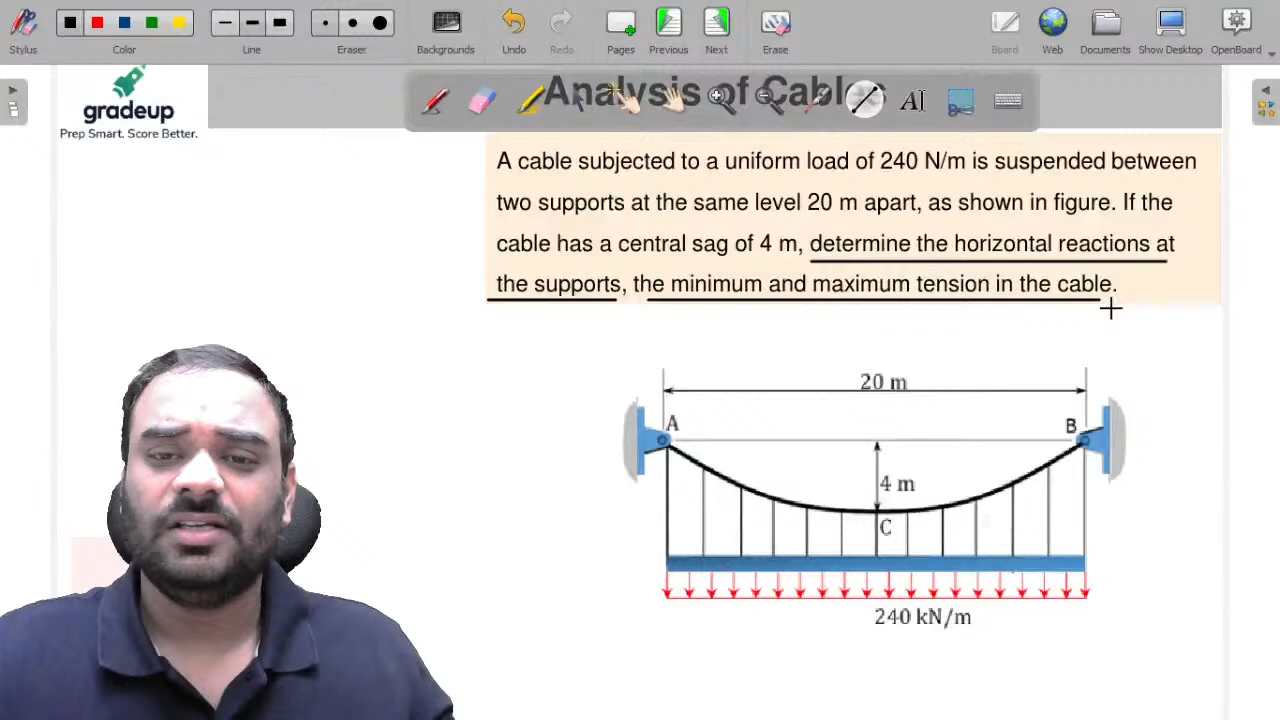 Stylus
Color
Line
Eraser
Backgrounds
Undo
Redo
Pages
Previous
Next
Erase
Board
Web
Documents
Show Desktop
OpenBoard
gradeup
Prep Smart. Score Better.
Analysis of Cables
A cable subjected to a uniform load of 240 N/m is suspended between
two supports at the same level 20 m apart, as shown in figure. If the
cable has a central sag of 4 m, determine the horizontal reactions at
the supports, the minimum and maximum tension in the cable.
20 m
A
B
4 m
C
240 kN/m